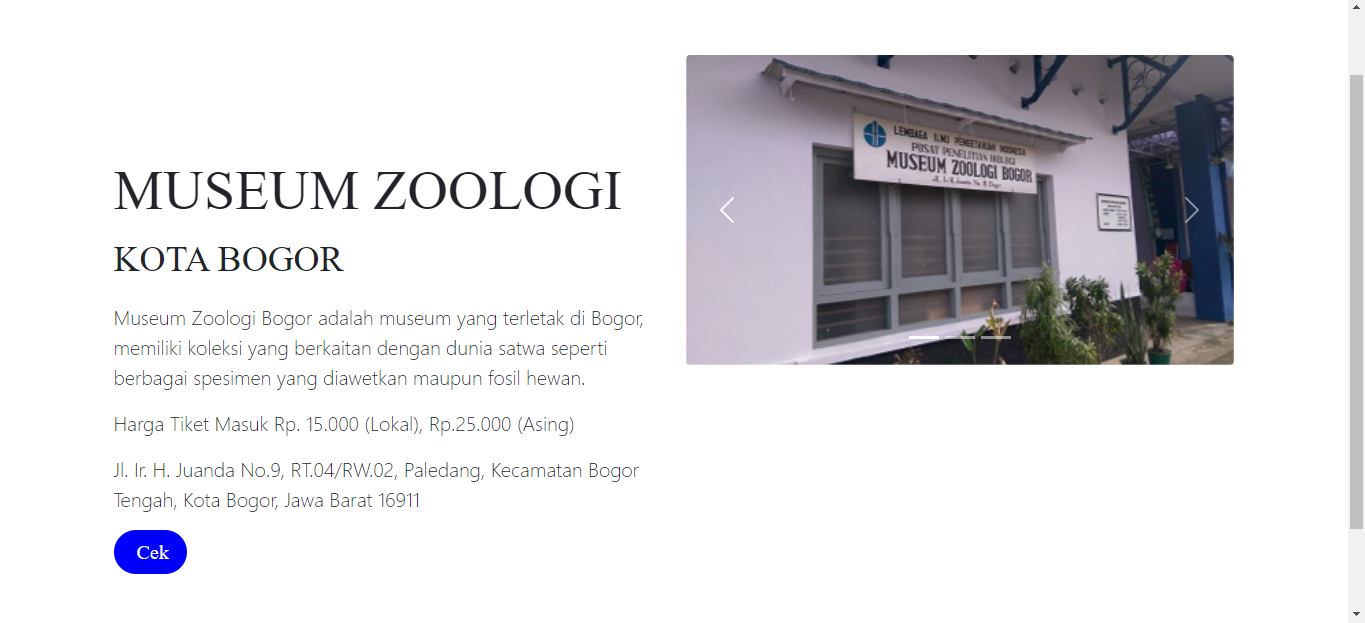 MUSEUM ZOOLOGI
KOTA BOGOR
Museum Zoologi Bogor adalah museum yang terletak di Bogor,
memiliki koleksi yang berkaitan dengan dunia satwa seperti
berbagai spesimen yang diawetkan maupun fosil hewan.
Harga Tiket Masuk Rp. 15.000 (Lokal), Rp.25.000 (Asing)
Jl. Ir. H. Juanda No.9, RT.04/RW.02, Paledang, Kecamatan Bogor
Tengah, Kota Bogor, Jawa Barat 16911
Cek
LEMBAGA ILMU PENGETAHUAN INDONESIA
PUSAT PENELITIAN BIOLOGI
MUSEUM ZOOLOGI BOGOR
JL. Ir. H. Juanda No. 9, Bogor